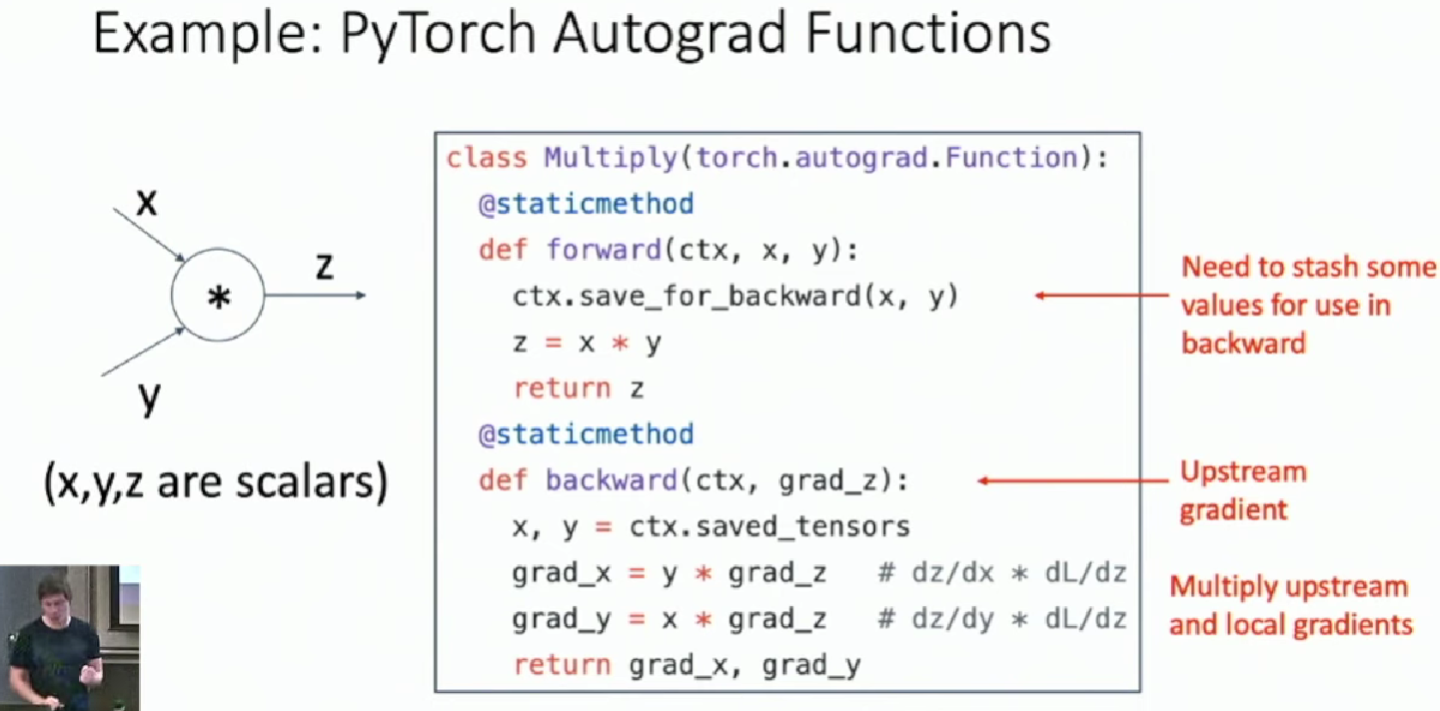 Example: PyTorch Autograd Functions
x
*
z
y
(x,y,z are scalars)
class Multiply(torch.autograd.Function):
@staticmethod
def forward(ctx, x, y):
ctx.save_for_backward(x, y)
z = x * y
return z
@staticmethod
def backward(ctx, grad_z):
x, y = ctx.saved_tensors
grad_x = y * grad_z # dz/dx * dL/dz
grad_y = x * grad_z # dz/dy * dL/dz
return grad_x, grad_y
Need to stash some
values for use in
backward
Upstream
gradient
Multiply upstream
and local gradients